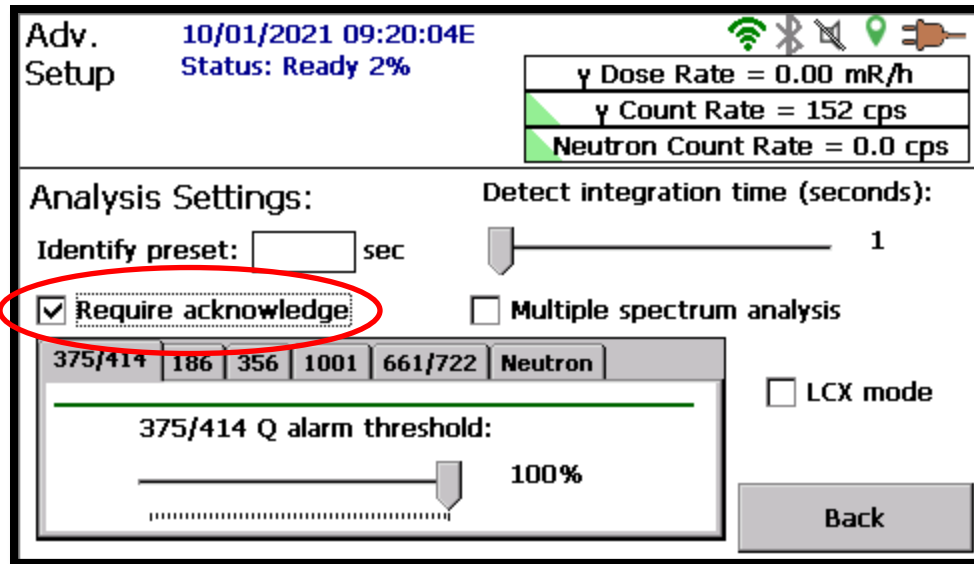 Adv.
Setup
10/01/2021 09:20:04E
Status: Ready 2%
γ Dose Rate = 0.00 mR/h
γ Count Rate = 152 cps
Neutron Count Rate = 0.0 cps
Analysis Settings:
Detect integration time (seconds):
Identify preset: sec
1
Require acknowledge
Multiple spectrum analysis
375/414 186 356 1001 661/722 Neutron
LCX mode
375/414 Q alarm threshold:
100%
Back